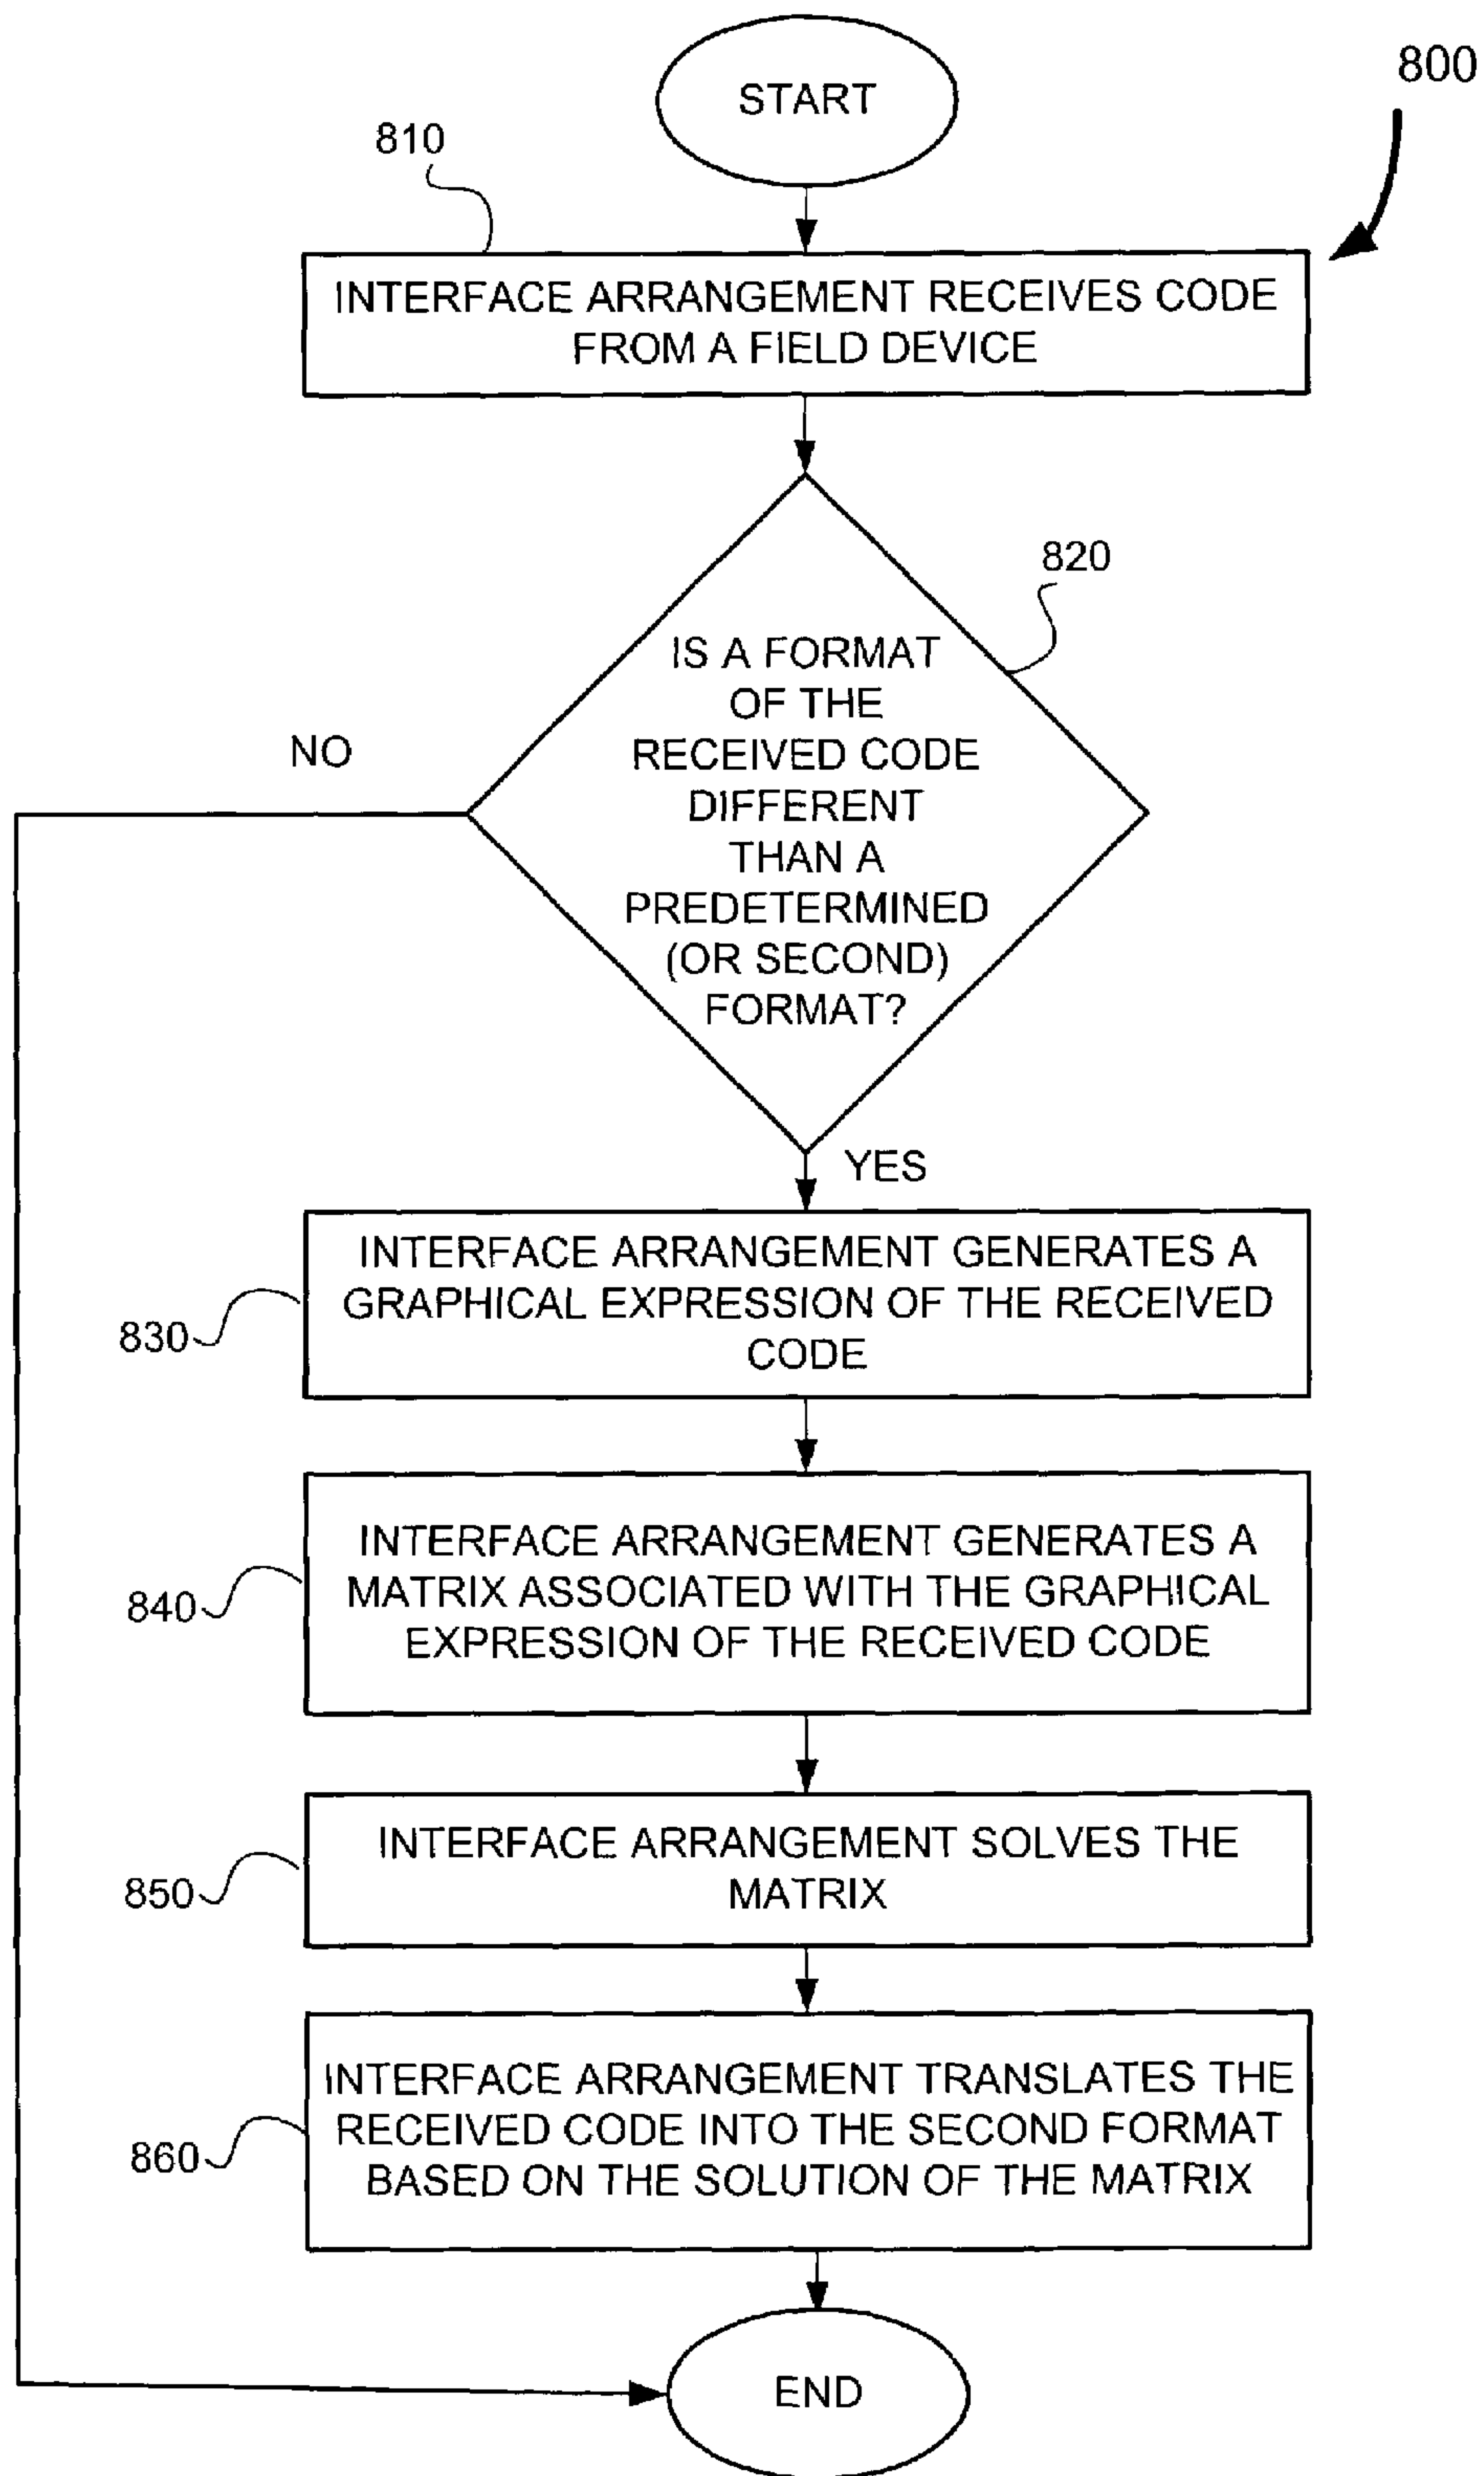 800
START
810
INTERFACE ARRANGEMENT RECEIVES CODE
FROM A FIELD DEVICE
820
IS A FORMAT
OF THE
RECEIVED CODE
DIFFERENT
THAN A
PREDETERMINED
(OR SECOND)
FORMAT?
NO
YES
830
INTERFACE ARRANGEMENT GENERATES A
GRAPHICAL EXPRESSION OF THE RECEIVED
CODE
840
INTERFACE ARRANGEMENT GENERATES A
MATRIX ASSOCIATED WITH THE GRAPHICAL
EXPRESSION OF THE RECEIVED CODE
850
INTERFACE ARRANGEMENT SOLVES THE
MATRIX
860
INTERFACE ARRANGEMENT TRANSLATES THE
RECEIVED CODE INTO THE SECOND FORMAT
BASED ON THE SOLUTION OF THE MATRIX
END